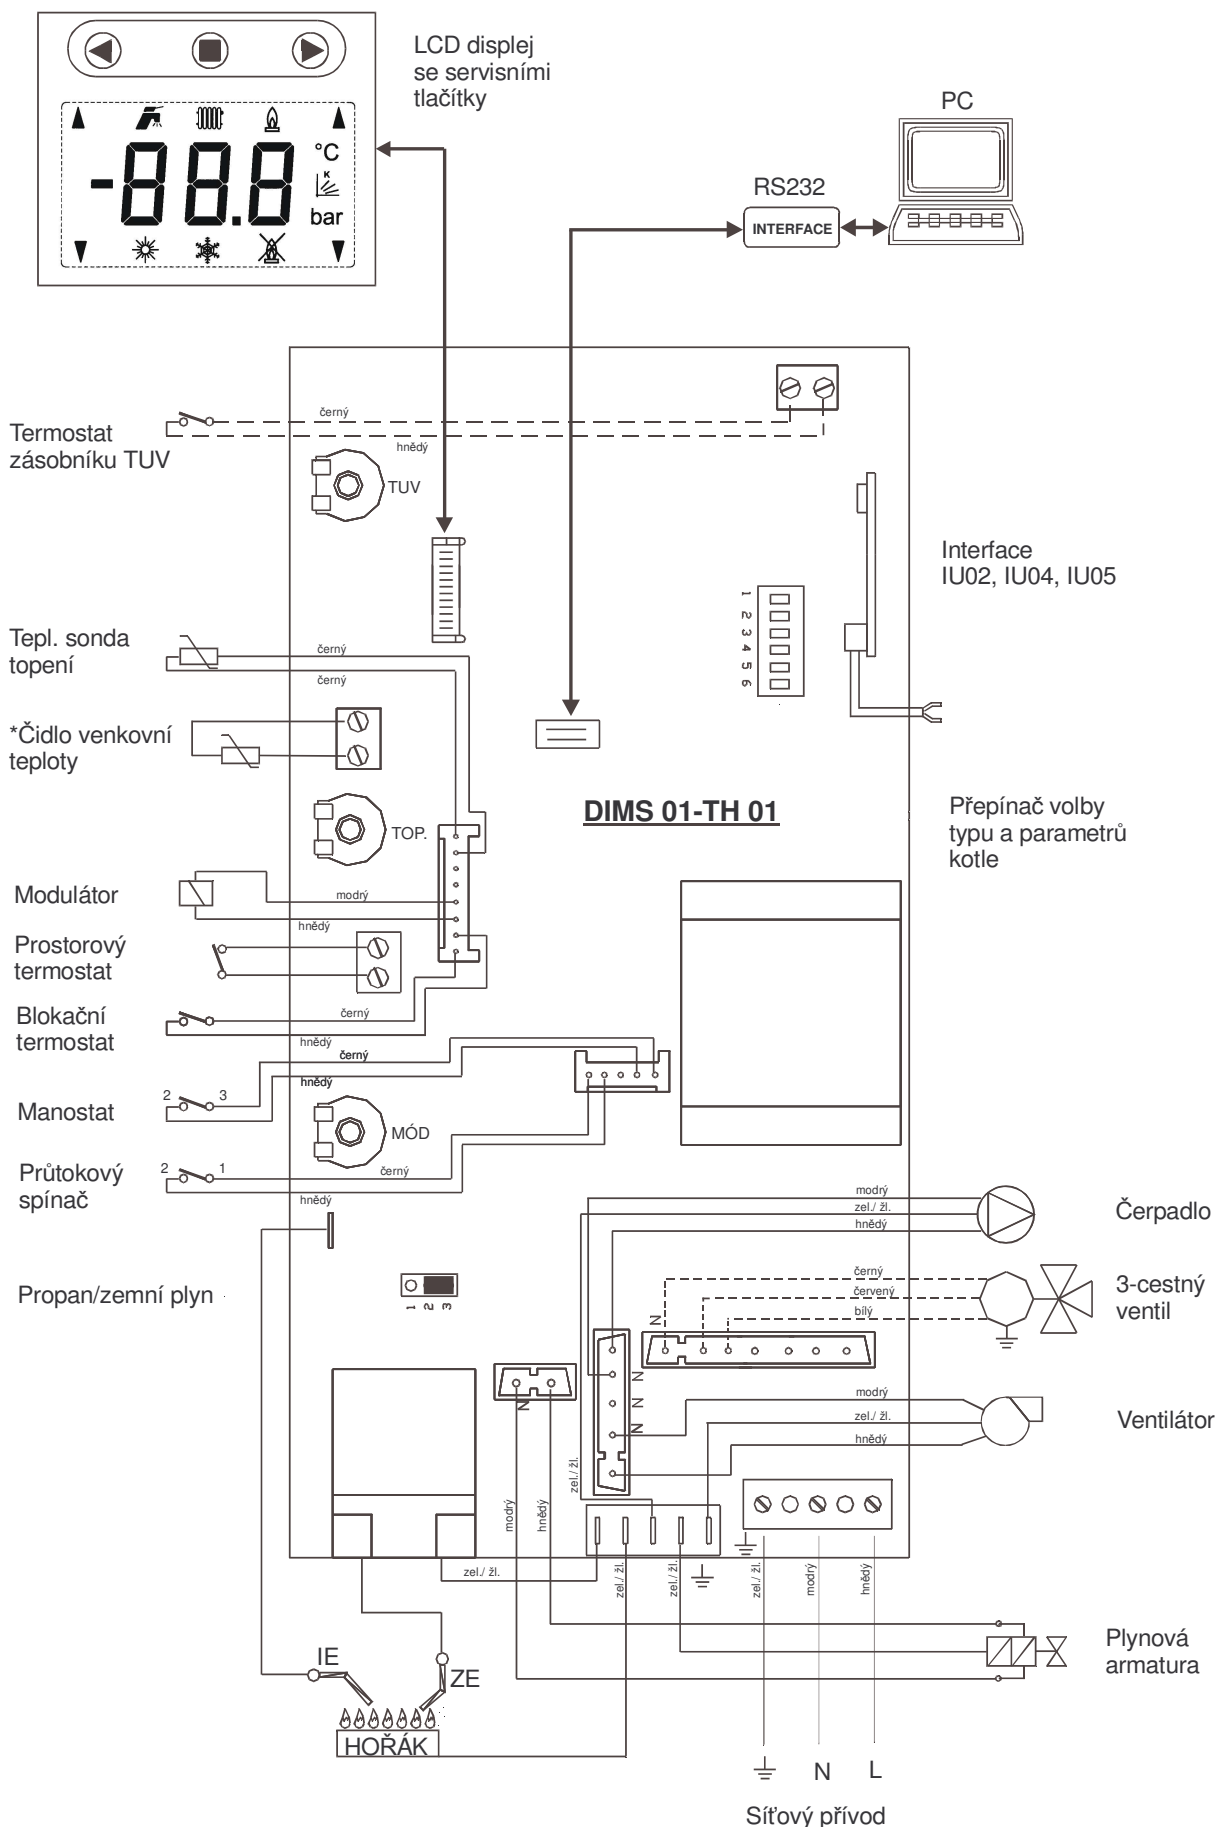 LCD displej
se servisními
tlačítky
°C
K
-88.8
bar
PC
RS232
INTERFACE
Termostat
zásobníku TUV
černý
hnědý
TUV
Interface
IU02, IU04, IU05
1
2
3
4
5
6
Tepl. sonda
topení
černý
černý
*Čidlo venkovní
teploty
DIMS 01-TH 01
Přepínač volby
typu a parametrů
kotle
TOP.
Modulátor
modrý
hnědý
Prostorový
termostat
Blokační
termostat
černý
hnědý
černý
hnědý
Manostat
2 3
MÓD
Průtokový
spínač
2 1
černý
hnědý
modrý
zel./ žl.
hnědý
Čerpadlo
Propan/zemní plyn
1 2 3
černý
červený
bílý
3-cestný
ventil
N
N
N
N
N
modrý
zel./ žl.
hnědý
Ventilátor
zel./ žl.
modrý
hnědý
zel./ žl.
zel./ žl.
zel./ žl.
zel./ žl.
modrý
hnědý
Plynová
armatura
IE
ZE
HOŘÁK
N L
Síťový přívod